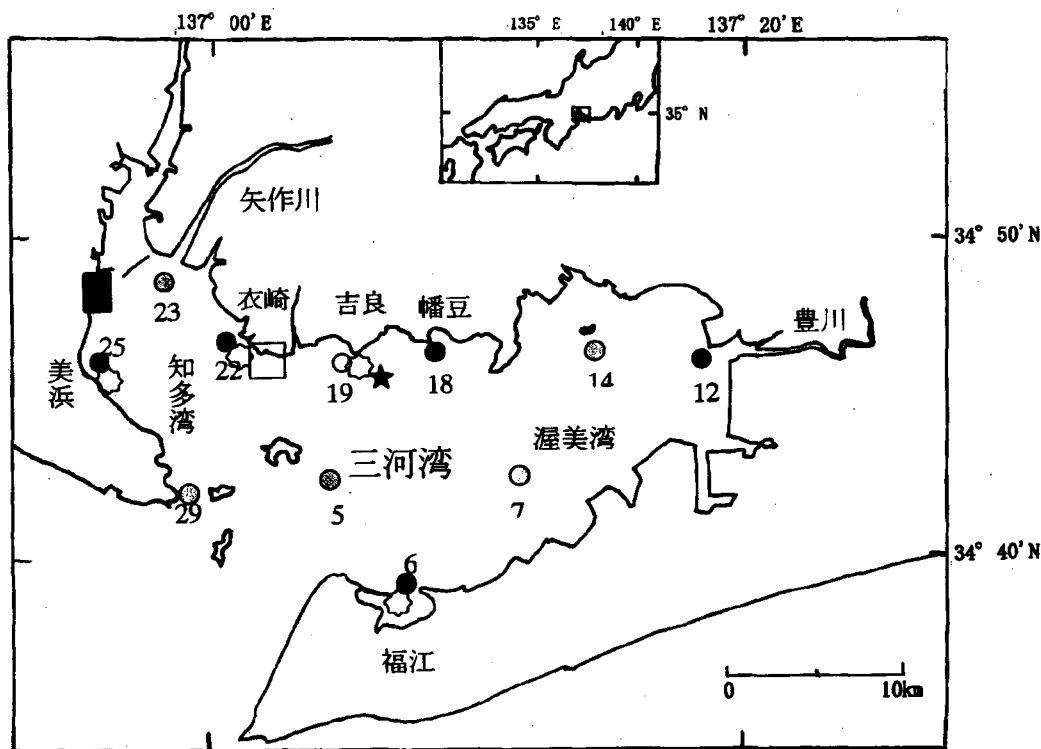 137° 00'E
135° E
140° E
137° 20'E
35° N
矢作川
34° 50'N
衣崎
吉良
幡豆
豊川
23
25
22
19
18
14
12
美浜
知多湾
渥美湾
三河湾
29
5
7
34° 40'N
6
福江
0
10km